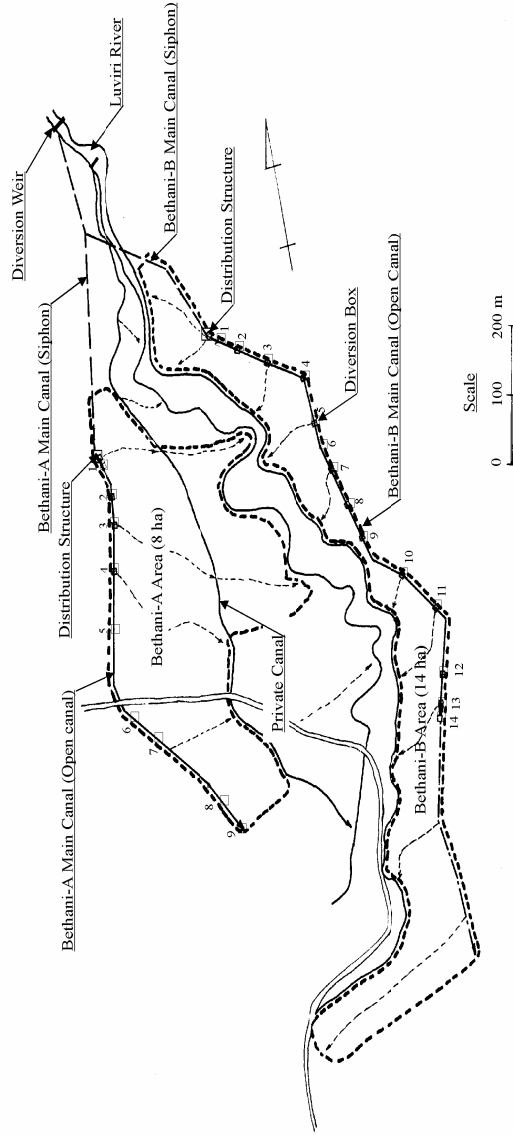 Diversion Weir
Luviri River
Bethani-A Main Canal (Siphon)
Bethani-B Main Canal (Siphon)
Distribution Structure
Distribution Structure
Bethani-A Main Canal (Open canal)
Bethani-A Area (8 ha)
Private Canal
Diversion Box
Bethani-B Main Canal (Open Canal)
Bethani-B Area (14 ha)
1
2
3
4
5
6
7
8
9
1
2
3
4
5
6
7
8
9
10
11
12
13
14
Scale
0 100 200 m